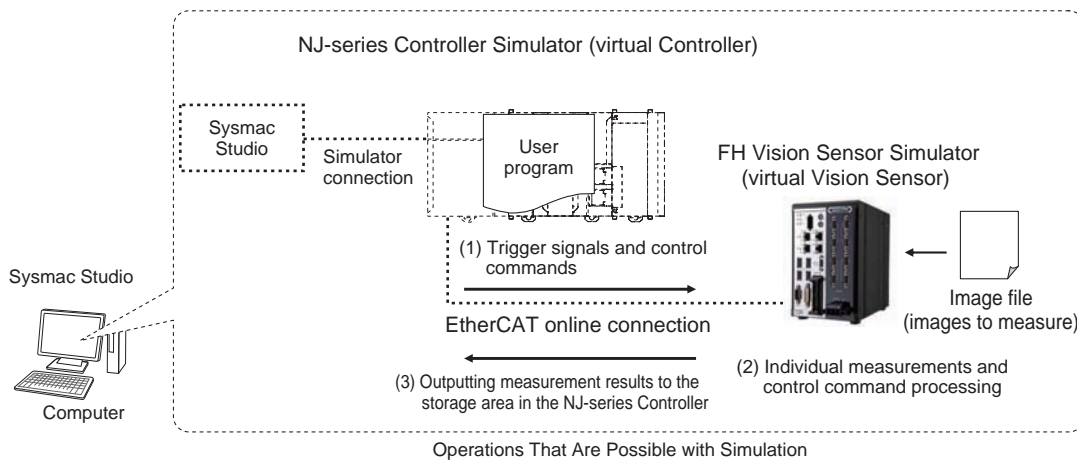 NJ-series Controller Simulator (virtual Controller)
Sysmac
Studio
Simulator
connection
User
program
FH Vision Sensor Simulator
(virtual Vision Sensor)
(1) Trigger signals and control
commands
Sysmac Studio
EtherCAT online connection
Image file
(images to measure)
(2) Individual measurements and
control command processing
(3) Outputting measurement results to the
storage area in the NJ-series Controller
Computer
Operations That Are Possible with Simulation